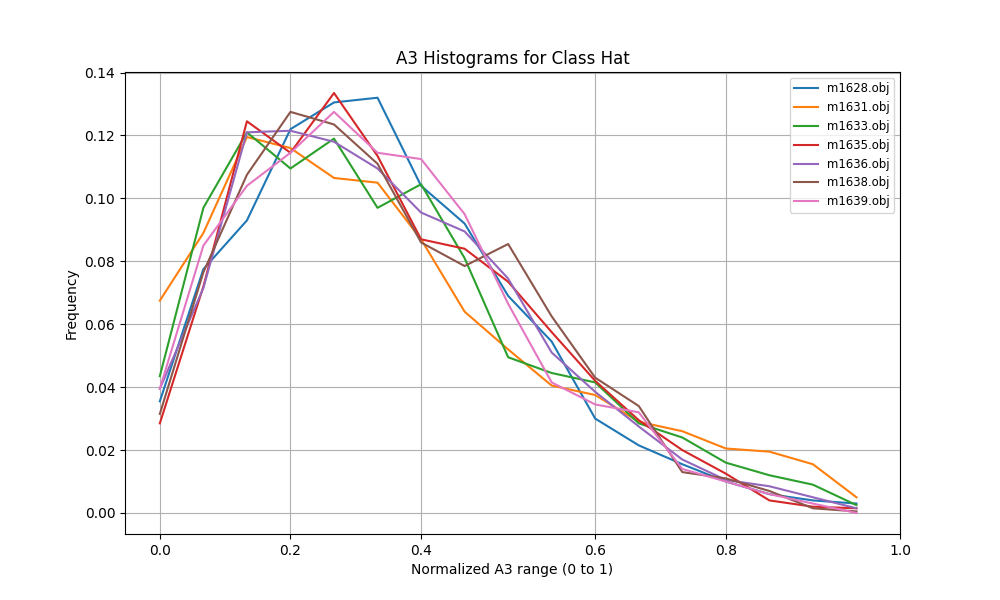 A3 Histograms for Class Hat
0.14
0.12
0.10
0.08
0.06
0.04
0.02
0.00
Frequency
m1628.obj
m1631.obj
m1633.obj
m1635.obj
m1636.obj
m1638.obj
m1639.obj
0.0 0.2 0.4 0.6 0.8 1.0
Normalized A3 range (0 to 1)